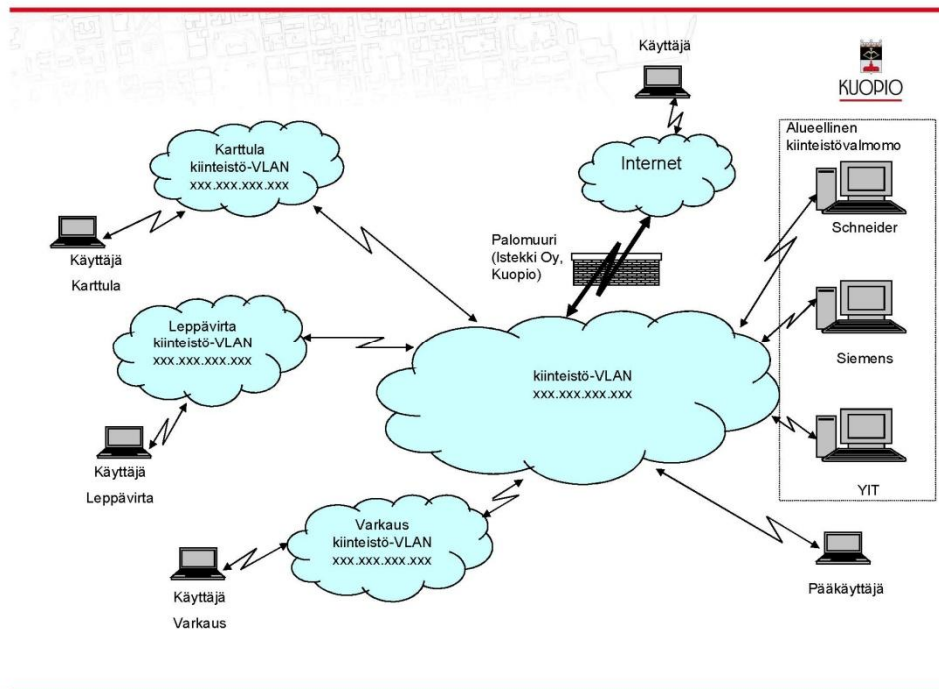 Käyttäjä
KUOPIO
Karttula
kiinteistö-VLAN
xxx.xxx.xxx.xxx
Internet
Alueellinen
kiinteistövalmomo
Schneider
Käyttäjä
Karttula
Palomuuri
(Istekki Oy,
Kuopio)
Leppävirta
kiinteistö-VLAN
xxx.xxx.xxx.xxx
Siemens
kiinteistö-VLAN
xxx.xxx.xxx.xxx
Käyttäjä
Leppävirta
YIT
Varkaus
kiinteistö-VLAN
xxx.xxx.xxx.xxx
Käyttäjä
Varkaus
Pääkäyttäjä